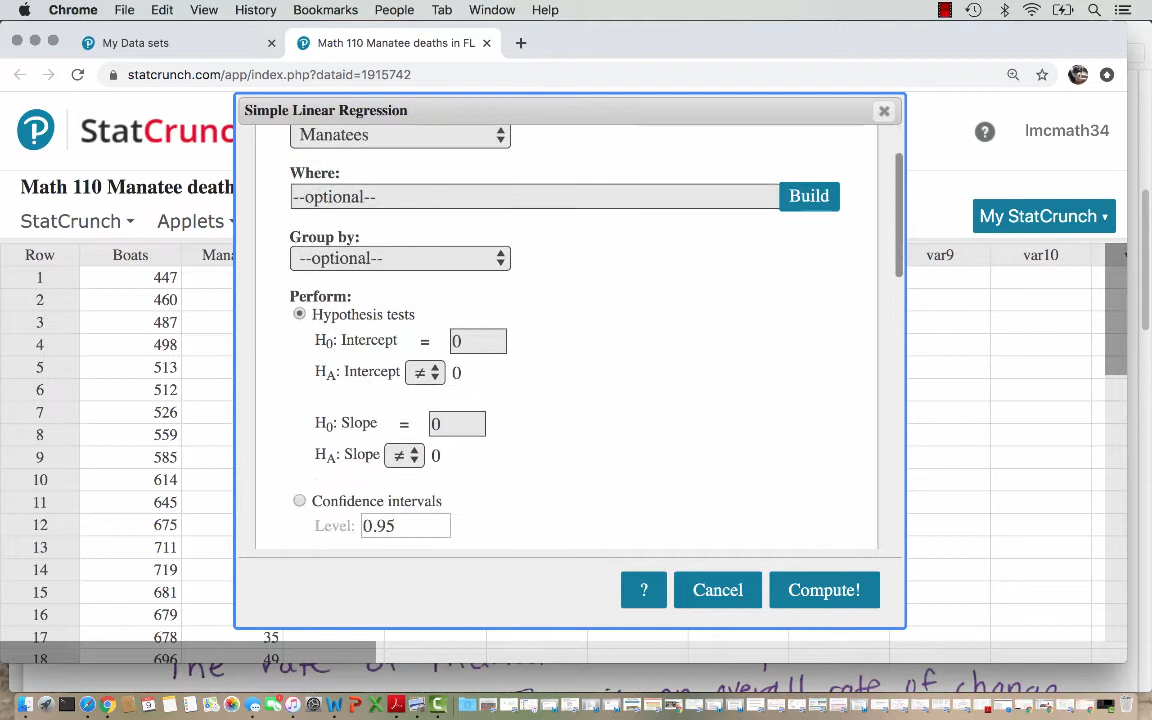 Chrome File Edit View History Bookmarks People Tab Window Help
My Data sets
Math 110 Manatee deaths in FL
statcrunch.com/app/index.php?dataid=1915742
Simple Linear Regression
StatCrunc
lmcmath34
Manatees
Where:
--optional-- Build
Math 110 Manatee death
StatCrunch Applets
My StatCrunch
Group by:
--optional--
Row Boats Mana var9 var10
1 447
2 460
3 487
4 498
5 513
6 512
7 526
8 559
9 585
10 614
11 645
12 675
13 711
14 719
15 681
16 679
17 678 35
18 696 49
Perform:
Hypothesis tests
H0: Intercept = 0
HA: Intercept ≠ 0
H0: Slope = 0
HA: Slope ≠ 0
Confidence intervals
Level: 0.95
? Cancel Compute!
The rate of
is an overall rate of change